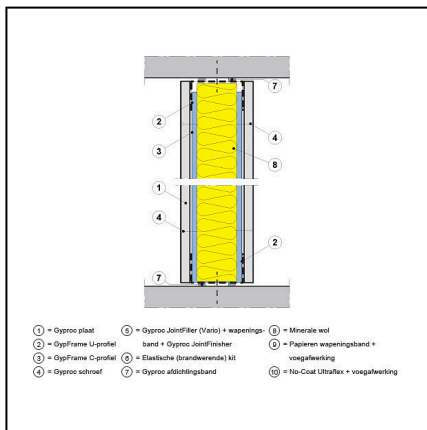 7
2
4
3
8
1
4
2
7
1 = Gyproc plaat
2 = GypFrame U-profiel
3 = GypFrame C-profiel
4 = Gyproc schroef
5 = Gyproc JointFiller (Vario) + wapenings-
band + Gyproc JointFinisher
6 = Elastische (brandwerende) kit
7 = Gyproc afdichtingsband
8 = Minerale wol
9 = Papieren wapeningsband +
voegafwerking
10 = No-Coat Ultraflex + voegafwerking